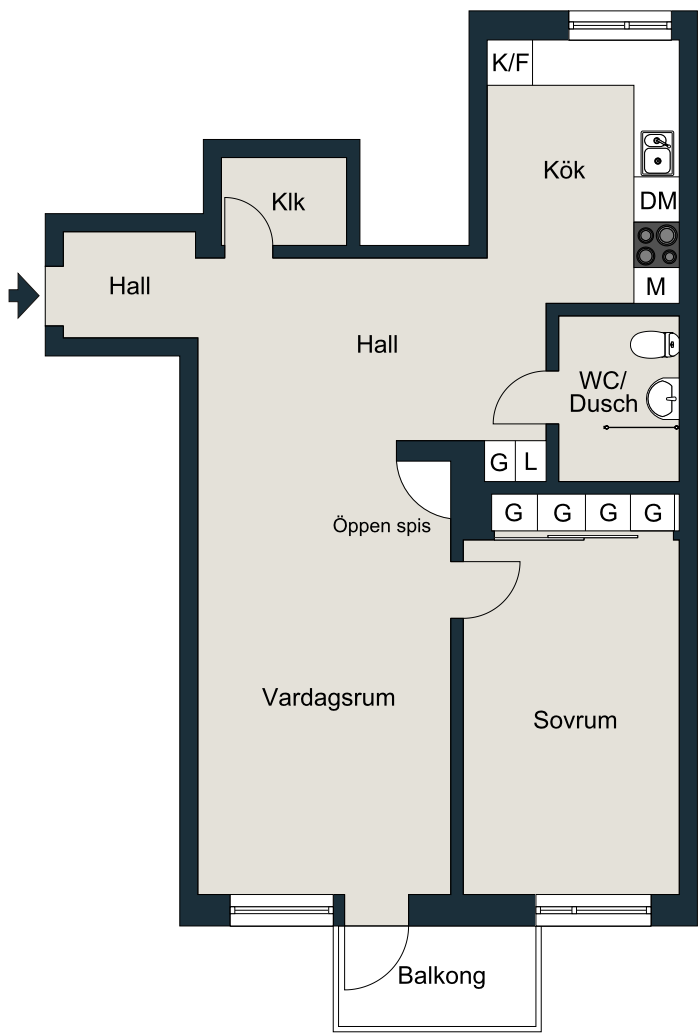 K/F
Kök
Klk
DM
Hall
M
Hall
WC/
Dusch
G L
G G G G
Öppen spis
Vardagsrum
Sovrum
Balkong